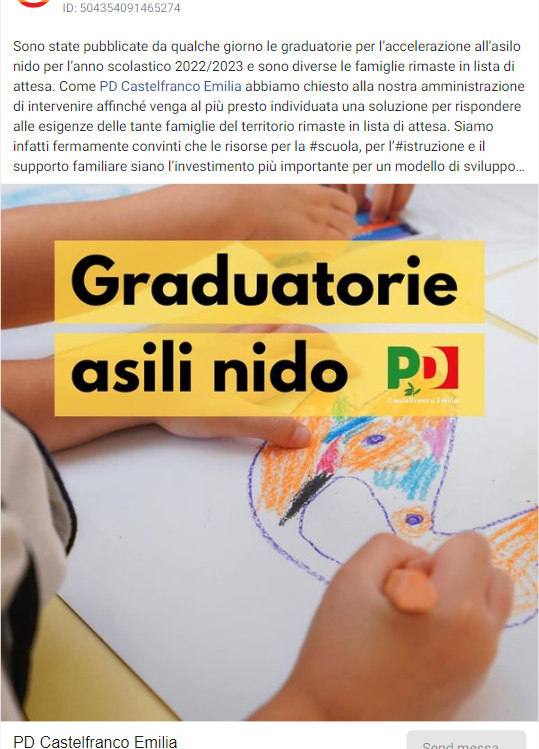 ID: 504354091465274
Sono state pubblicate da qualche giorno le graduatorie per l’accelerazione all’asilo
nido per l’anno scolastico 2022/2023 e sono diverse le famiglie rimaste in lista di
attesa. Come PD Castelfranco Emilia abbiamo chiesto alla nostra amministrazione
di intervenire affinché venga al più presto individuata una soluzione per rispondere
alle esigenze delle tante famiglie del territorio rimaste in lista di attesa. Siamo
infatti fermamente convinti che le risorse per la #scuola, per l’#istruzione e il
supporto familiare siano l’investimento più importante per un modello di sviluppo...
Graduatorie
asili nido PD
Castelfranco Emilia
PD Castelfranco Emilia
Send messa